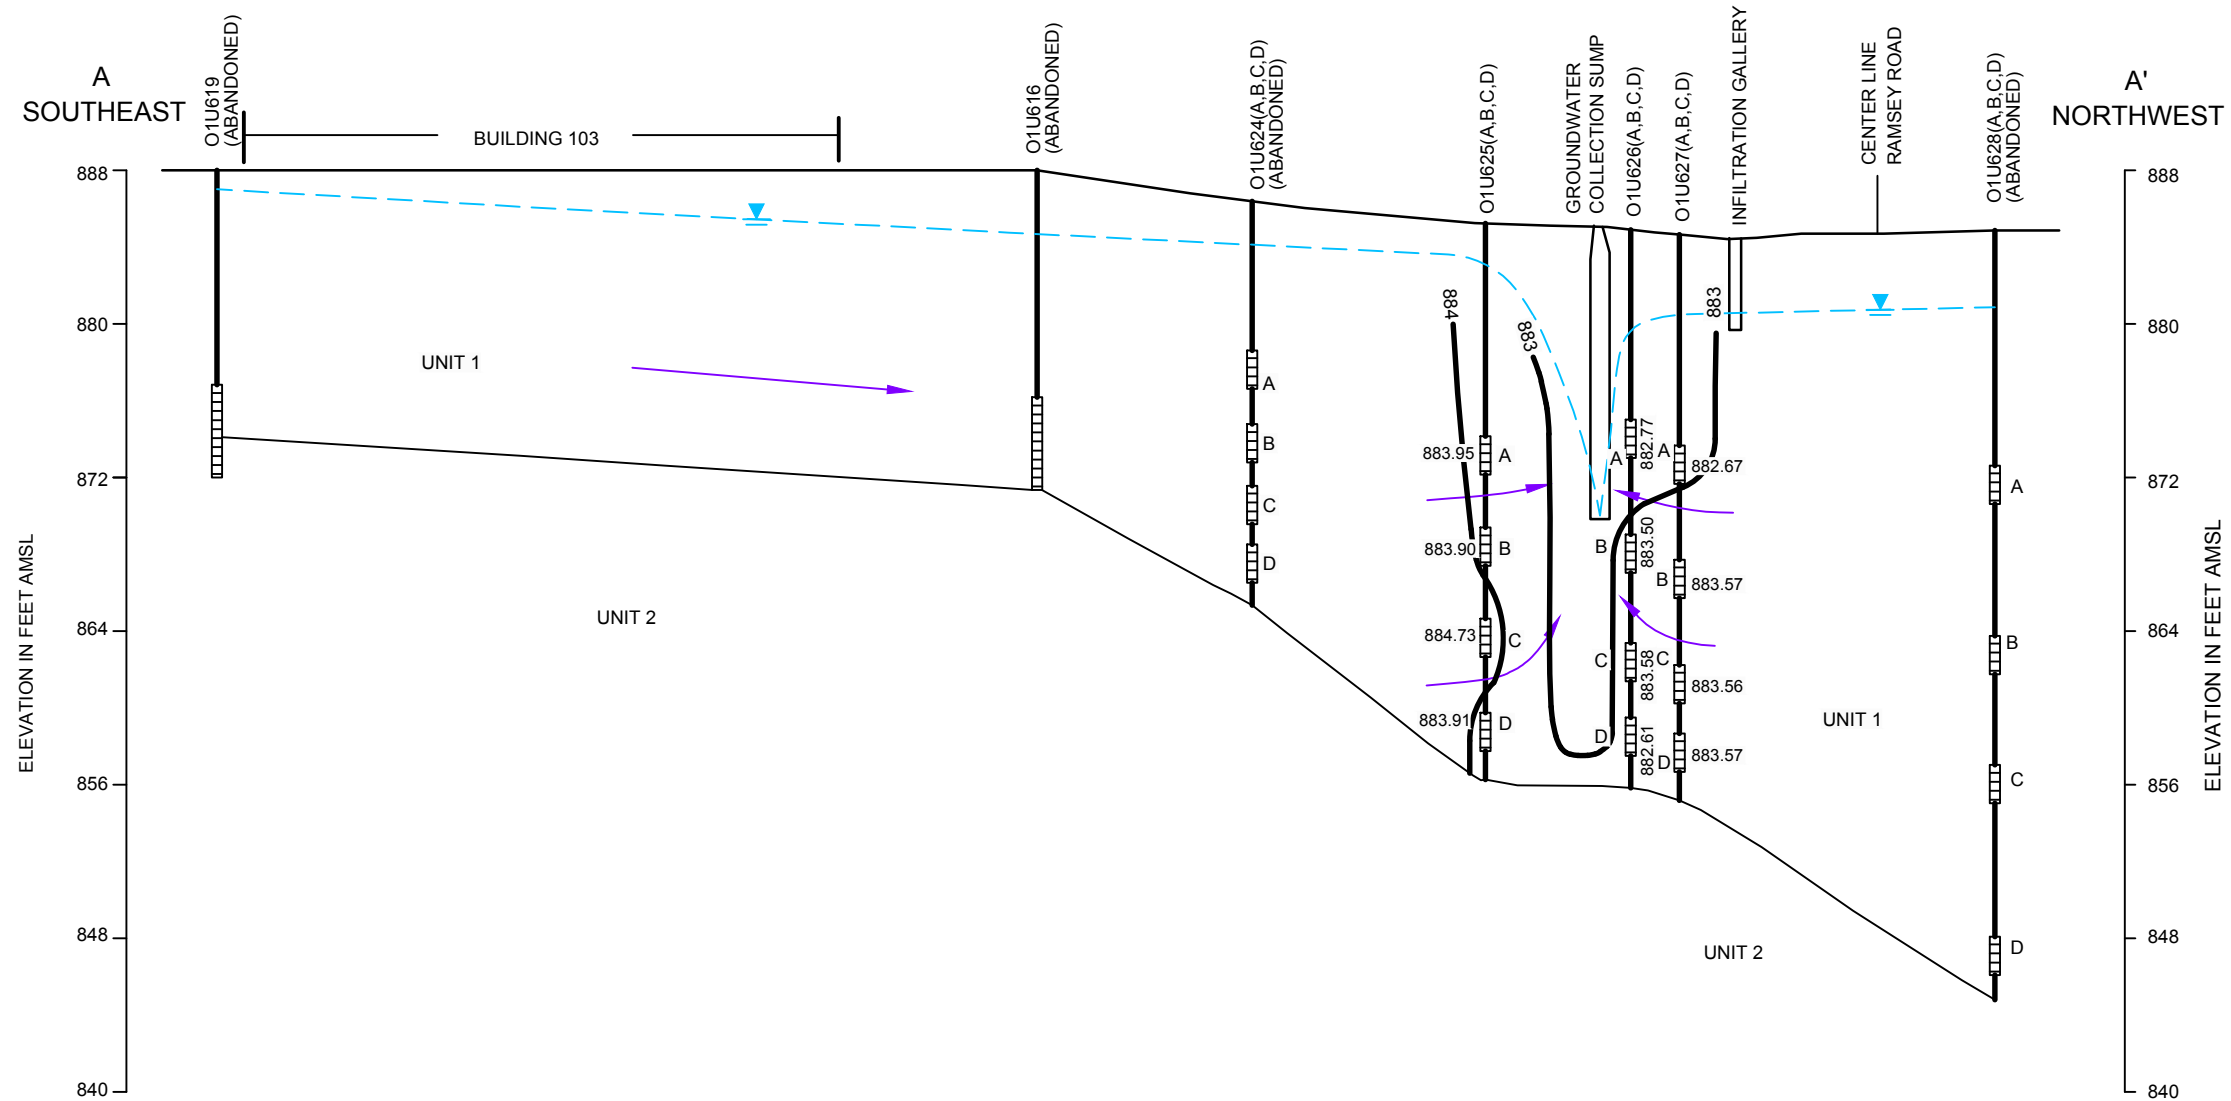 A
SOUTHEAST
O1U619
(ABANDONED)
BUILDING 103
O1U616
(ABANDONED)
O1U624(A,B,C,D)
(ABANDONED)
O1U625(A,B,C,D)
GROUNDWATER
COLLECTION SUMP
O1U626(A,B,C,D)
O1U627(A,B,C,D)
INFILTRATION GALLERY
CENTER LINE
RAMSEY ROAD
O1U628(A,B,C,D)
(ABANDONED)
A'
NORTHWEST
ELEVATION IN FEET AMSL
888
880
872
864
856
848
840
UNIT 1
UNIT 2
A
B
C
D
884
883
883.95
A
883.90
B
884.73
C
883.91
D
A
882.77
B
883.50
C
883.58
D
882.61
883
A
882.67
B
883.57
C
883.56
D
883.57
UNIT 1
UNIT 2
A
B
C
D
888
880
872
864
856
848
840
ELEVATION IN FEET AMSL